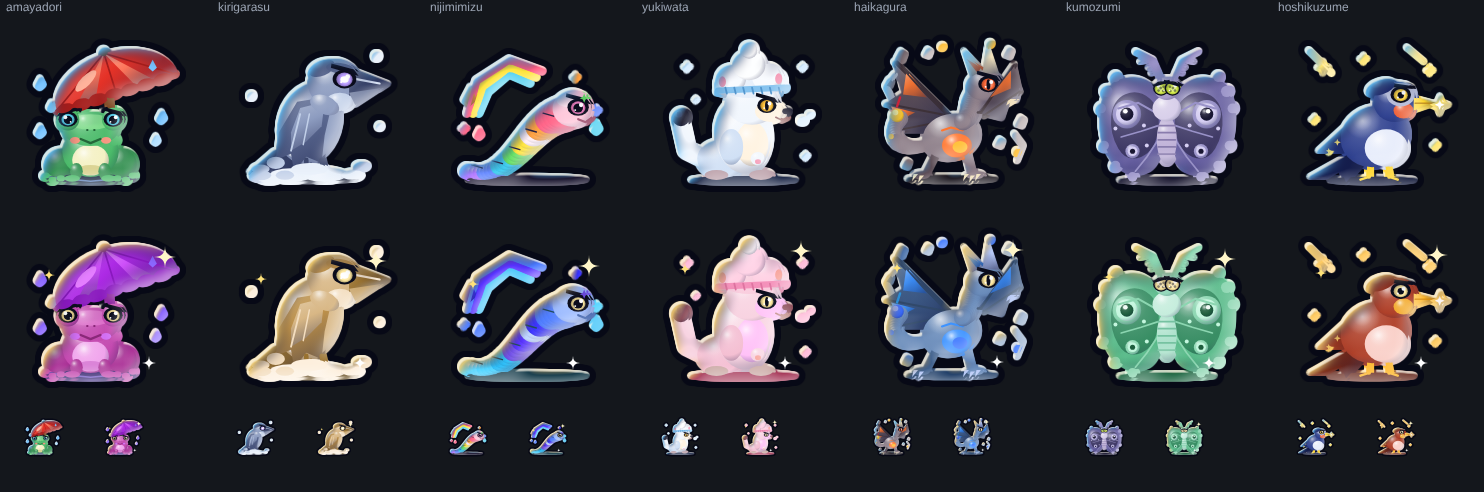 amayadori
kirigarasu
nijimimizu
yukiwata
haikagura
kumozumi
hoshikuzume